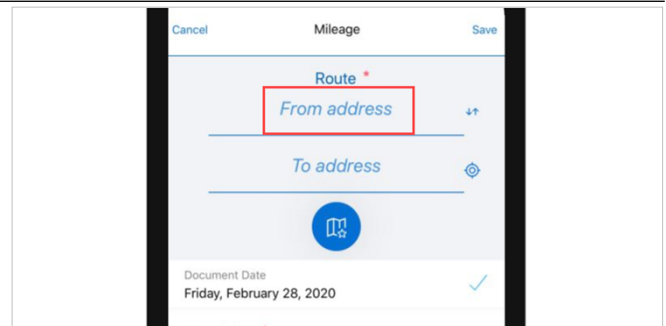 Cancel Mileage Save
Route *
From address
To address
Document Date
Friday, February 28, 2020